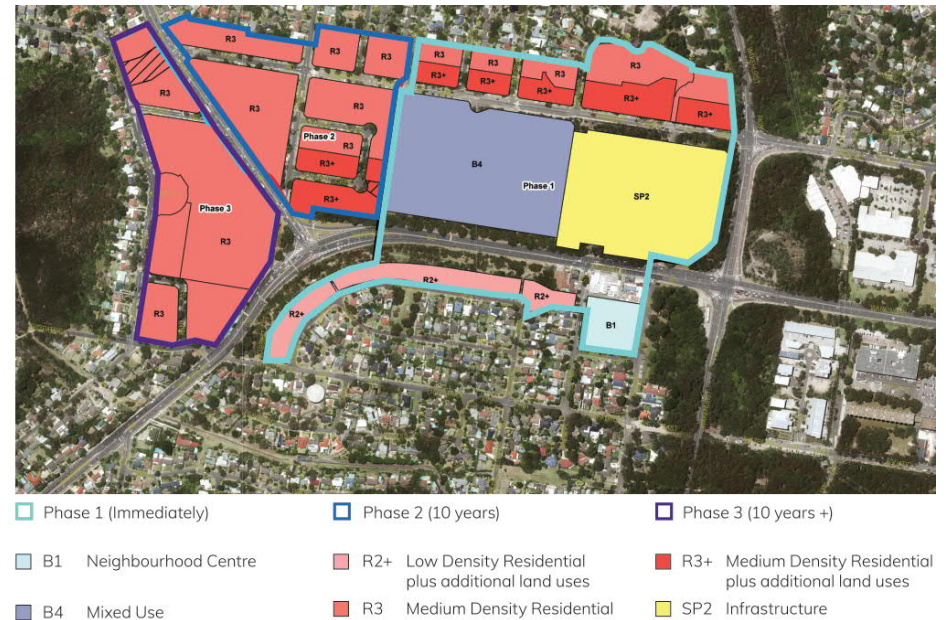 R3
R3
R3
R3
R3
R3
R3
R3+
R3+
R3+
R3
R3+
R3+
R3
R3
Phase 2
R3
R3+
R3+
B4
Phase 1
SP2
Phase 3
R3
R3
R2+
R2+
R2+
B1
Phase 1 (Immediately)
Phase 2 (10 years)
Phase 3 (10 years +)
B1 Neighbourhood Centre
R2+ Low Density Residential
plus additional land uses
R3+ Medium Density Residential
plus additional land uses
B4 Mixed Use
R3 Medium Density Residential
SP2 Infrastructure